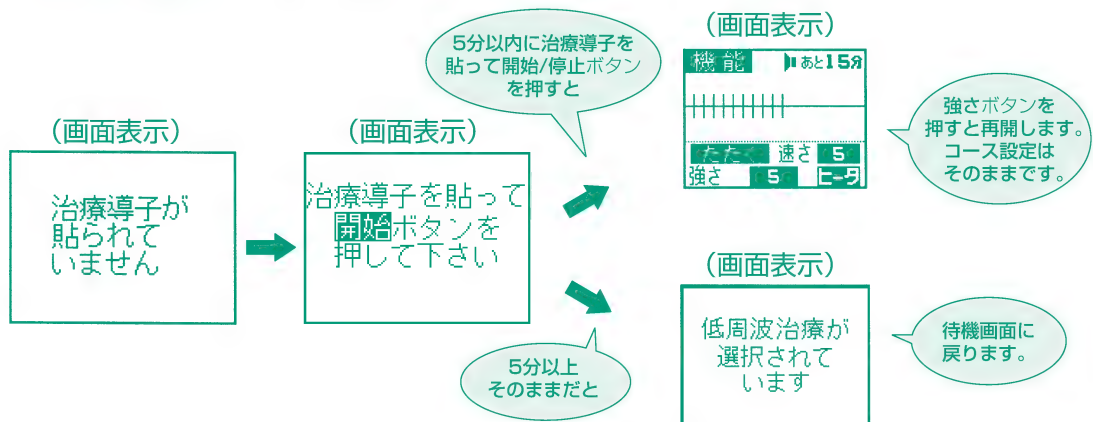 (画面表示)
治療導子が
貼られて
いません
(画面表示)
治療導子を貼って
開始ボタンを
押して下さい
5分以内に治療導子を
貼って開始/停止ボタン
を押すと
(画面表示)
機能 あと15分
たたく 速さ 5
強さ 5 ヒータ
強さボタンを
押すと再開します。
コース設定は
そのままです。
5分以上
そのままだと
(画面表示)
低周波治療が
選択されて
います
待機画面に
戻ります。